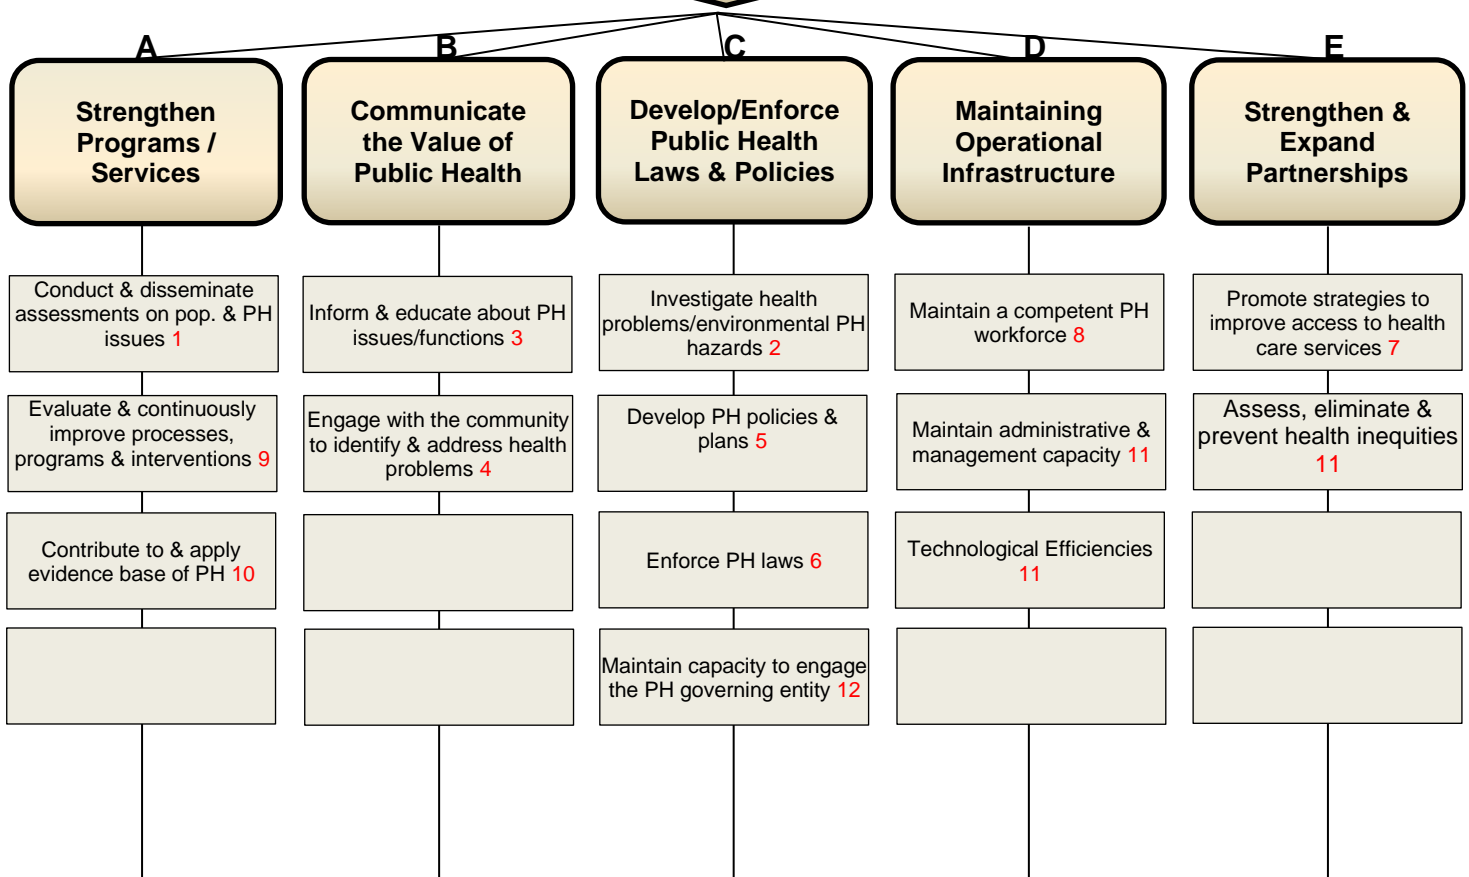 A
B
C
D
E
Strengthen
Programs /
Services
Communicate
the Value of
Public Health
Develop/Enforce
Public Health
Laws & Policies
Maintaining
Operational
Infrastructure
Strengthen &
Expand
Partnerships
Conduct & disseminate
assessments on pop. & PH
issues 1
Inform & educate about PH
issues/functions 3
Investigate health
problems/environmental PH
hazards 2
Maintain a competent PH
workforce 8
Promote strategies to
improve access to health
care services 7
Evaluate & continuously
improve processes,
programs & interventions 9
Engage with the community
to identify & address health
problems 4
Develop PH policies &
plans 5
Maintain administrative &
management capacity 11
Assess, eliminate &
prevent health inequities
11
Contribute to & apply
evidence base of PH 10
Enforce PH laws 6
Technological Efficiencies
11
Maintain capacity to engage
the PH governing entity 12